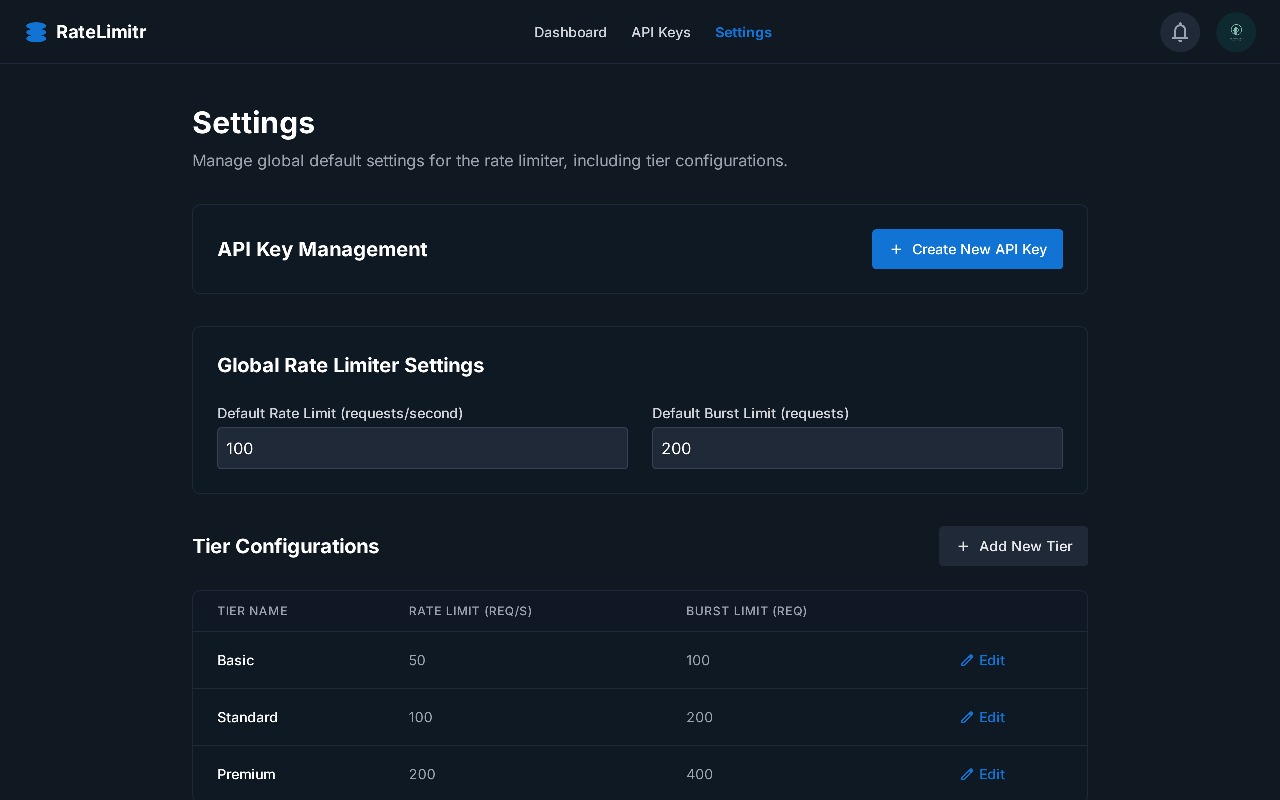 RateLimitr
Dashboard
API Keys
Settings
Settings
Manage global default settings for the rate limiter, including tier configurations.
API Key Management
Create New API Key
Global Rate Limiter Settings
Default Rate Limit (requests/second)
Default Burst Limit (requests)
100
200
Tier Configurations
Add New Tier
TIER NAME
RATE LIMIT (REQ/S)
BURST LIMIT (REQ)
Basic
50
100
Edit
Standard
100
200
Edit
Premium
200
400
Edit